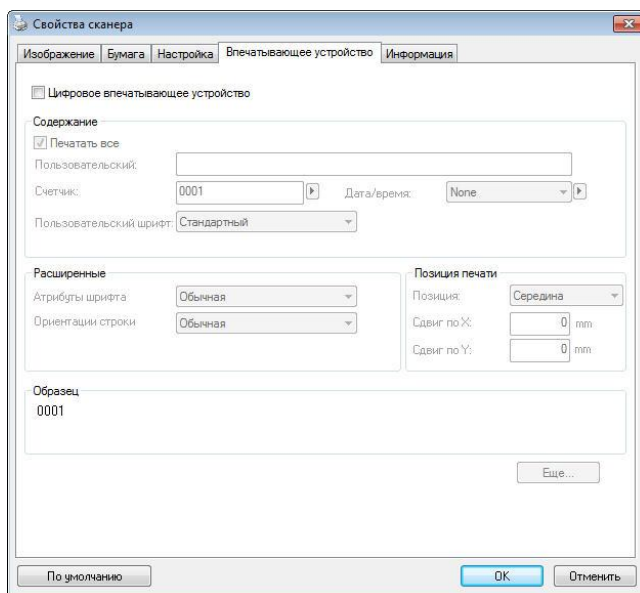 Свойства сканера
Изображение Бумага Настройка Впечатывающее устройство Информация
Цифровое впечатывающее устройство
Содержание
Печатать все
Пользовательский:
Счетчик: 0001 Дата/время: None
Пользовательский шрифт: Стандартный
Расширенные
Атрибуты шрифта Обычная
Ориентации строки Обычная
Позиция печати
Позиция: Середина
Сдвиг по X: 0 mm
Сдвиг по Y: 0 mm
Образец
0001
Еще...
По умолчанию OK Отменить